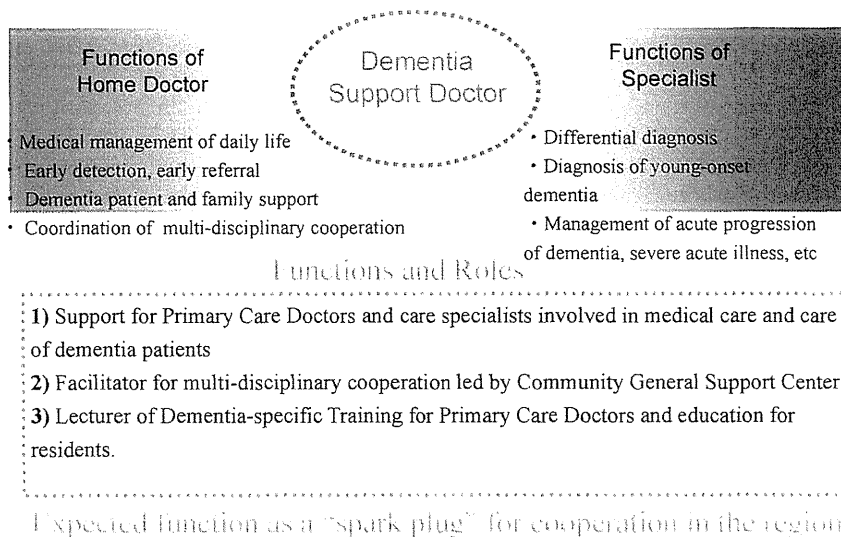 Functions of
Home Doctor
・Medical management of daily life
・Early detection, early referral
・Dementia patient and family support
・Coordination of multi-disciplinary cooperation
Dementia
Support Doctor
Functions of
Specialist
・Differential diagnosis
・Diagnosis of young-onset
dementia
・Management of acute progression
of dementia, severe acute illness, etc
Functions and Roles
1) Support for Primary Care Doctors and care specialists involved in medical care and care
of dementia patients
2) Facilitator for multi-disciplinary cooperation led by Community General Support Center
3) Lecturer of Dementia-specific Training for Primary Care Doctors and education for
residents.
Expected function as a "spark plug" for cooperation in the region